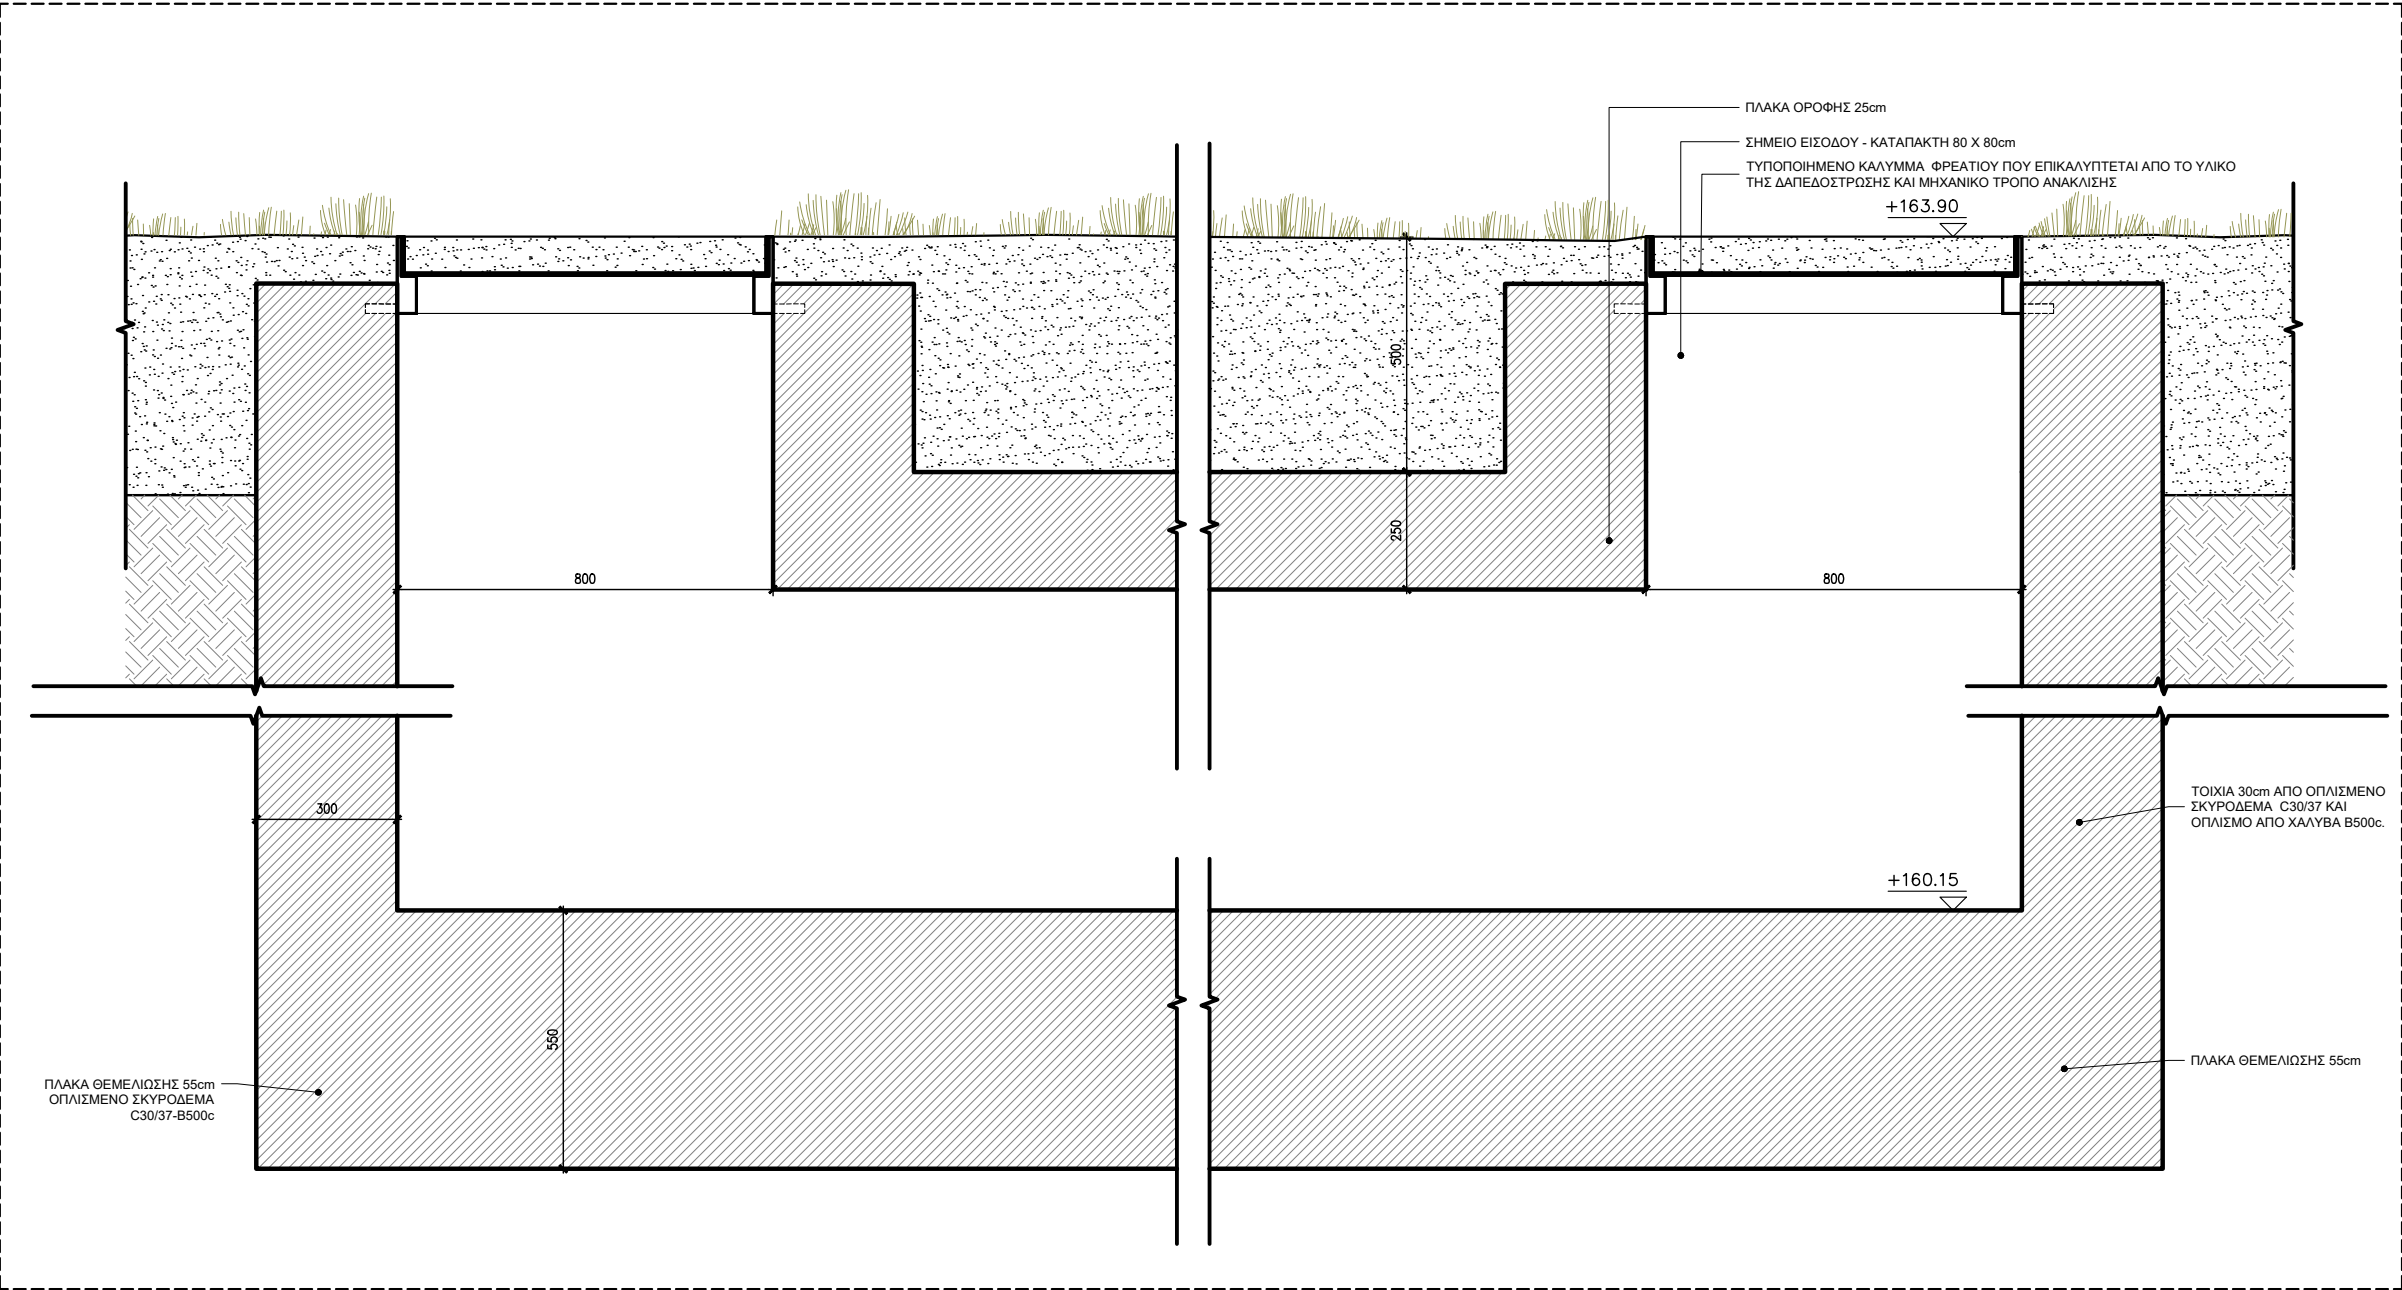 ΠΛΑΚΑ ΟΡΟΦΗΣ 25cm
ΣΗΜΕΙΟ ΕΙΣΟΔΟΥ - ΚΑΤΑΠΑΚΤΗ 80 X 80cm
ΤΥΠΟΠΟΙΗΜΕΝΟ ΚΑΛΥΜΜΑ ΦΡΕΑΤΙΟΥ ΠΟΥ ΕΠΙΚΑΛΥΠΤΕΤΑΙ ΑΠΟ ΤΟ ΥΛΙΚΟ
ΤΗΣ ΔΑΠΕΔΟΣΤΡΩΣΗΣ ΚΑΙ ΜΗΧΑΝΙΚΟ ΤΡΟΠΟ ΑΝΑΚΛΙΣΗΣ
+163.90
500
250
800
800
300
ΤΟΙΧΙΑ 30cm ΑΠΟ ΟΠΛΙΣΜΕΝΟ
ΣΚΥΡΟΔΕΜΑ C30/37 ΚΑΙ
ΟΠΛΙΣΜΟ ΑΠΟ ΧΑΛΥΒΑ B500c.
+160.15
550
ΠΛΑΚΑ ΘΕΜΕΛΙΩΣΗΣ 55cm
ΟΠΛΙΣΜΕΝΟ ΣΚΥΡΟΔΕΜΑ
C30/37-B500c
ΠΛΑΚΑ ΘΕΜΕΛΙΩΣΗΣ 55cm